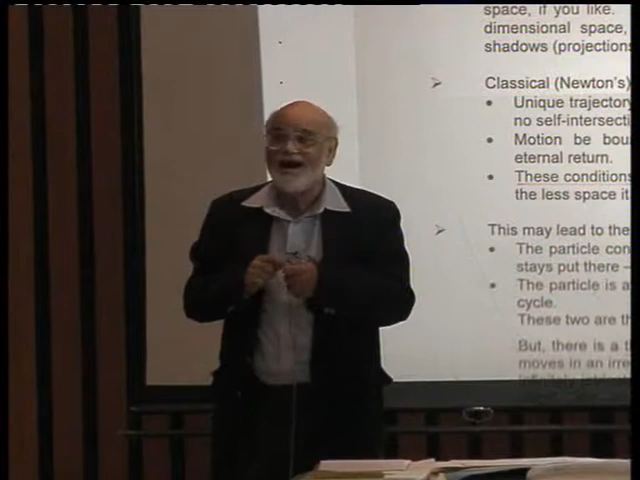 space, if you like.
dimensional space,
shadows (projections
Classical (Newton's)
Unique trajectory
no self-intersecti
Motion be bou
eternal return.
These conditions
the less space it
This may lead to the
The particle con
stays put there –
The particle is a
cycle.
These two are th
But, there is a t
moves in an irre